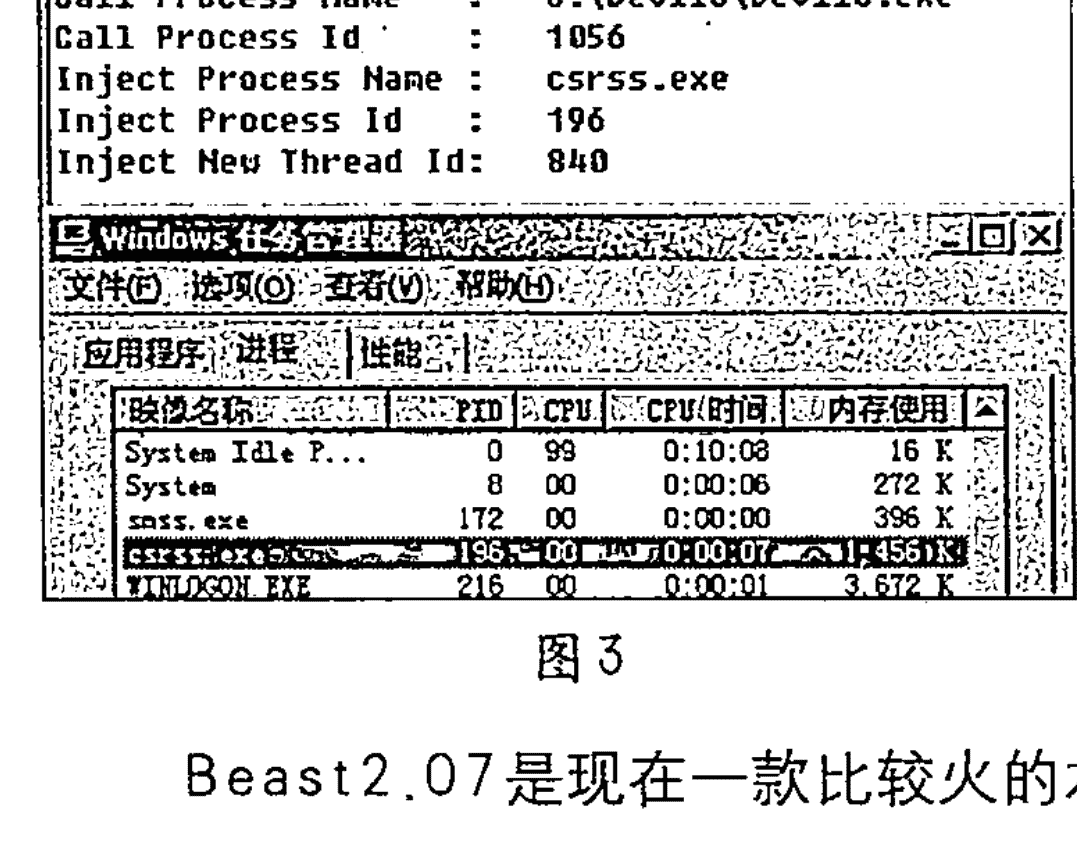 Call Process Id : 1056
Inject Process Name : csrss.exe
Inject Process Id : 196
Inject New Thread Id: 840
Windows 任务管理器
文件(F) 选项(O) 查看(V) 帮助(H)
应用程序 进程 性能
映像名称 PID CPU CPU 时间 内存使用
System Idle P... 0 99 0:10:08 16 K
System 8 00 0:00:06 272 K
smss.exe 172 00 0:00:00 396 K
csrss.exe 196 00 0:00:07 1,456 K
WINLOGON.EXE 216 00 0:00:01 3,672 K
图 3
Beast2.07是现在一款比较火的